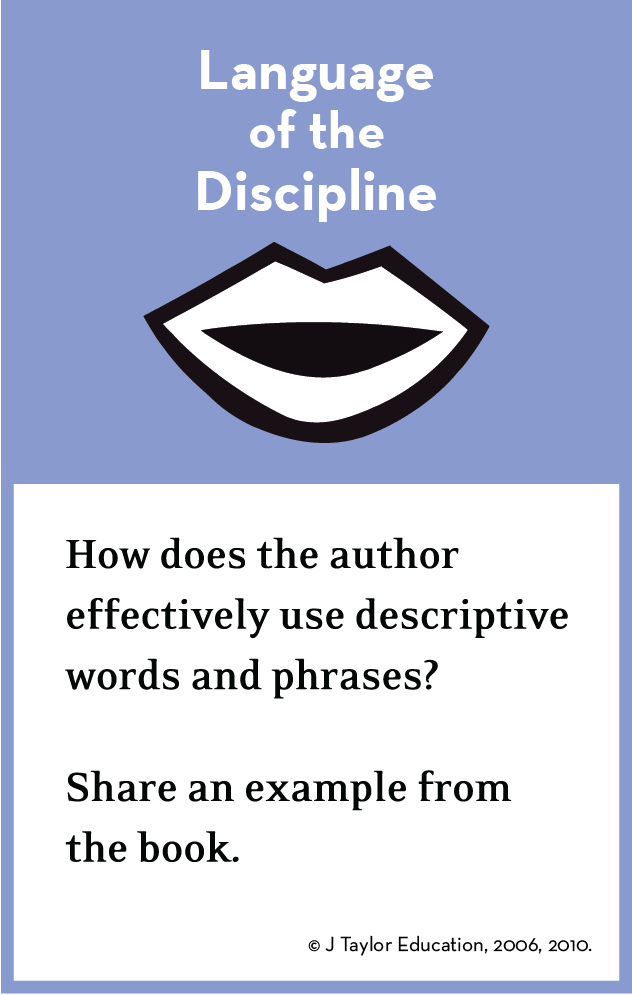 Language
of the
Discipline
How does the author
effectively use descriptive
words and phrases?
Share an example from
the book.
© J Taylor Education, 2006, 2010.